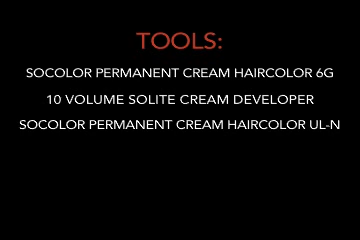 TOOLS:
SOCOLOR PERMANENT CREAM HAIRCOLOR 6G
10 VOLUME SOLITE CREAM DEVELOPER
SOCOLOR PERMANENT CREAM HAIRCOLOR UL-N